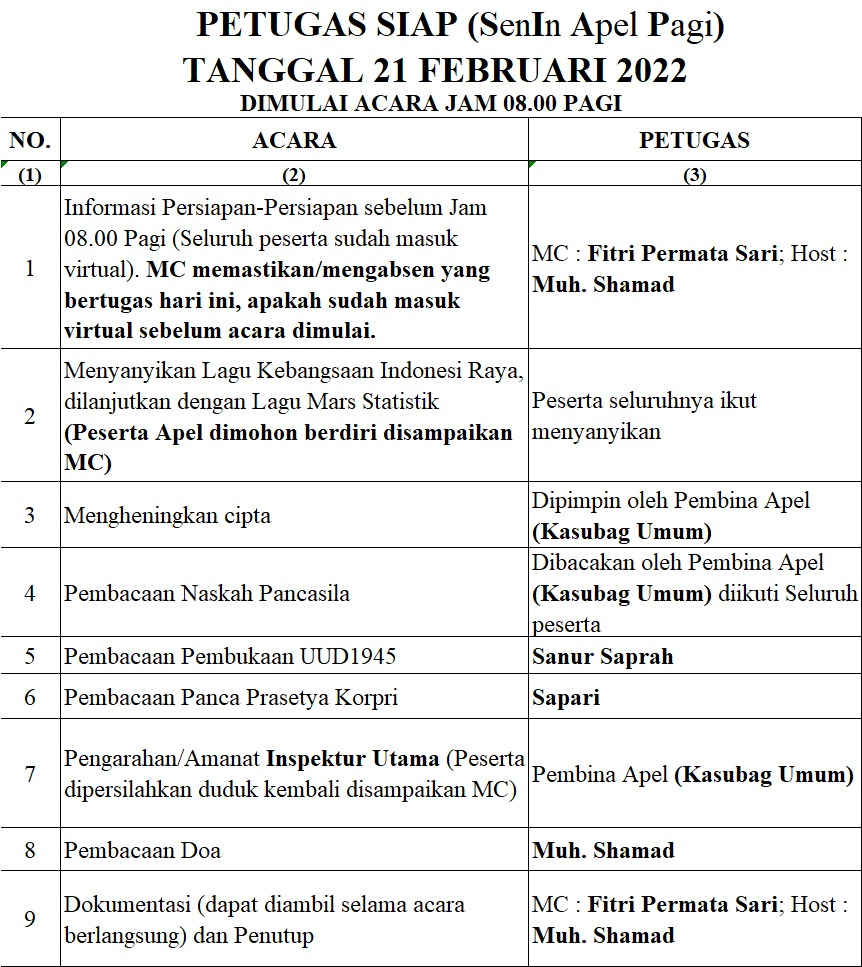 PETUGAS SIAP (SenIn Apel Pagi)
TANGGAL 21 FEBRUARI 2022
DIMULAI ACARA JAM 08.00 PAGI
NO. ACARA PETUGAS
(1) (2) (3)
1
Informasi Persiapan-Persiapan sebelum Jam
08.00 Pagi (Seluruh peserta sudah masuk
virtual). MC memastikan/mengabsen yang
bertugas hari ini, apakah sudah masuk
virtual sebelum acara dimulai.
MC : Fitri Permata Sari; Host :
Muh. Shamad
2
Menyanyikan Lagu Kebangsaan Indonesi Raya,
dilanjutkan dengan Lagu Mars Statistik
(Peserta Apel dimohon berdiri disampaikan
MC)
Peserta seluruhnya ikut
menyanyikan
3
Mengheningkan cipta
Dipimpin oleh Pembina Apel
(Kasubag Umum)
4
Pembacaan Naskah Pancasila
Dibacakan oleh Pembina Apel
(Kasubag Umum) diikuti Seluruh
peserta
5
Pembacaan Pembukaan UUD1945
Sanur Saprah
6
Pembacaan Panca Prasetya Korpri
Sapari
7
Pengarahan/Amanat Inspektur Utama (Peserta
dipersilahkan duduk kembali disampaikan MC)
Pembina Apel (Kasubag Umum)
8
Pembacaan Doa
Muh. Shamad
9
Dokumentasi (dapat diambil selama acara
berlangsung) dan Penutup
MC : Fitri Permata Sari; Host :
Muh. Shamad